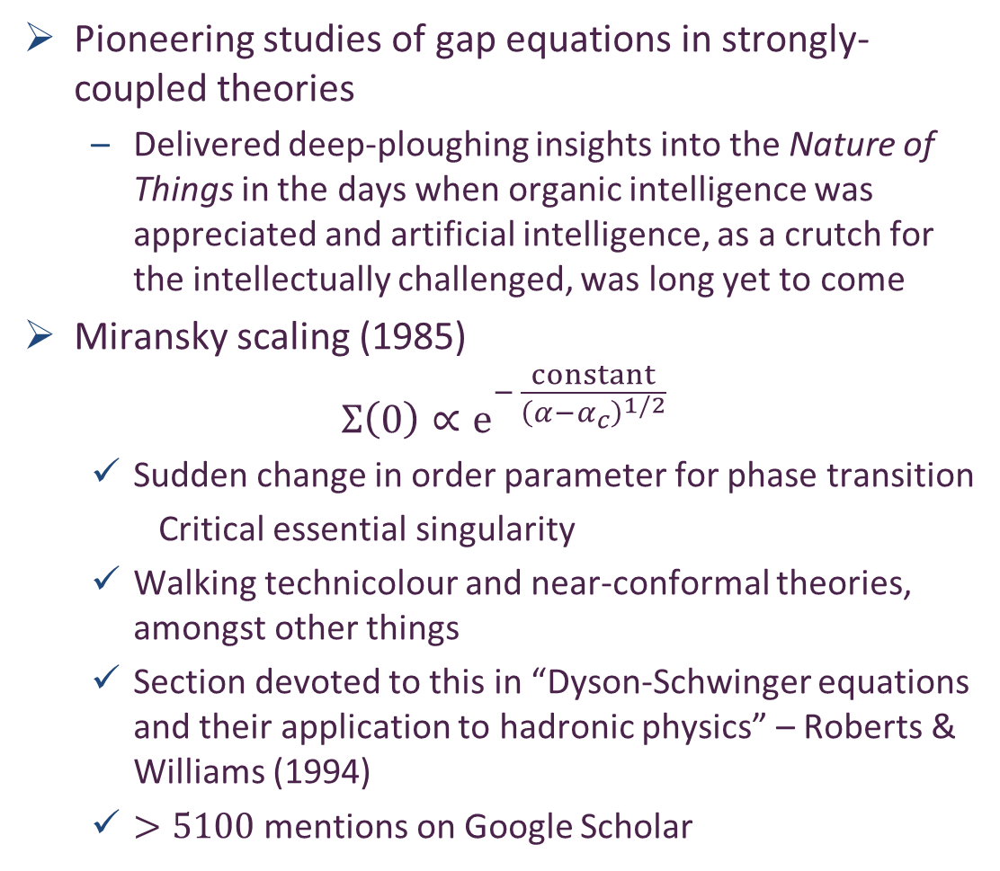 ➢ Pioneering studies of gap equations in strongly-
coupled theories
– Delivered deep-ploughing insights into the Nature of
Things in the days when organic intelligence was
appreciated and artificial intelligence, as a crutch for
the intellectually challenged, was long yet to come
➢ Miransky scaling (1985)
Σ(0) ∝ e^{−constant/(α−α_c)^{1/2}}
✓ Sudden change in order parameter for phase transition
Critical essential singularity
✓ Walking technicolour and near-conformal theories,
amongst other things
✓ Section devoted to this in “Dyson-Schwinger equations
and their application to hadronic physics” – Roberts &
Williams (1994)
✓ > 5100 mentions on Google Scholar